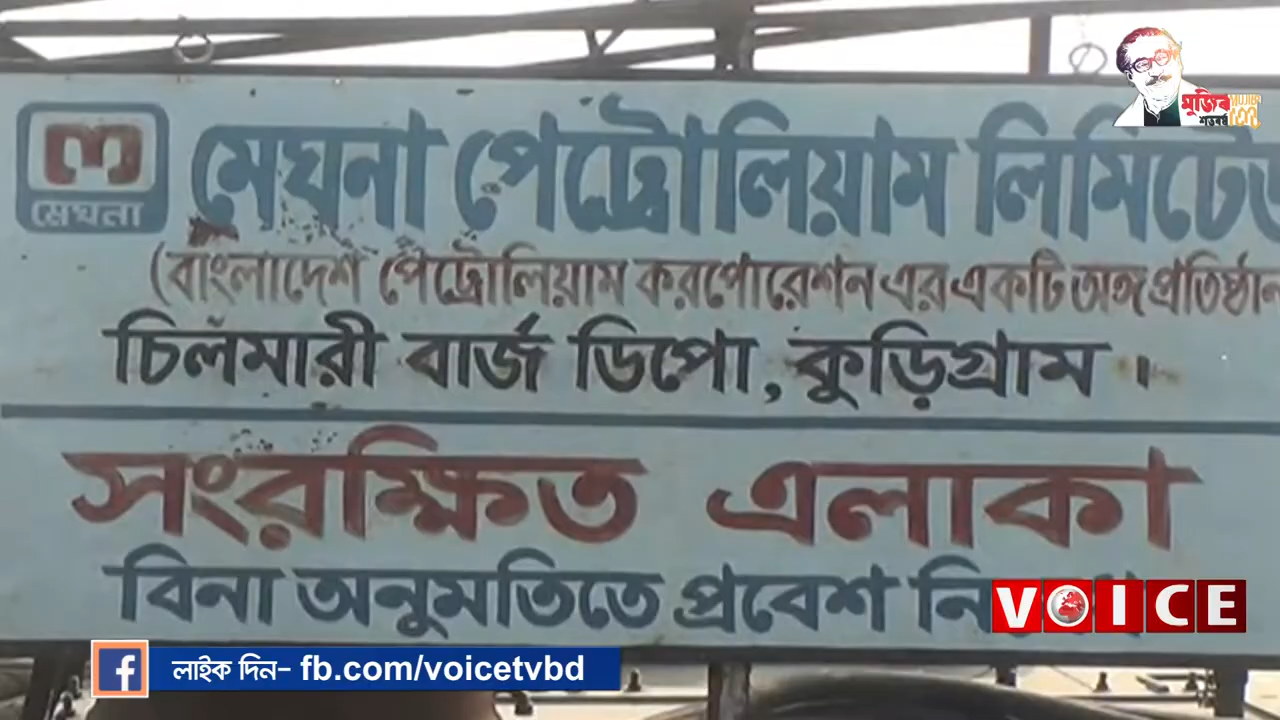 মেঘনা
মেঘনা পেট্রোলিয়াম লিমিটেড
(বাংলাদেশ পেট্রোলিয়াম করপোরেশন এর একটি অঙ্গ প্রতিষ্ঠান
চিলমারী বার্জ ডিপো, কুড়িগ্রাম।
সংরক্ষিত এলাকা
বিনা অনুমতিতে প্রবেশ
মুজিব
VOICE
লাইক দিন- fb.com/voicetvbd